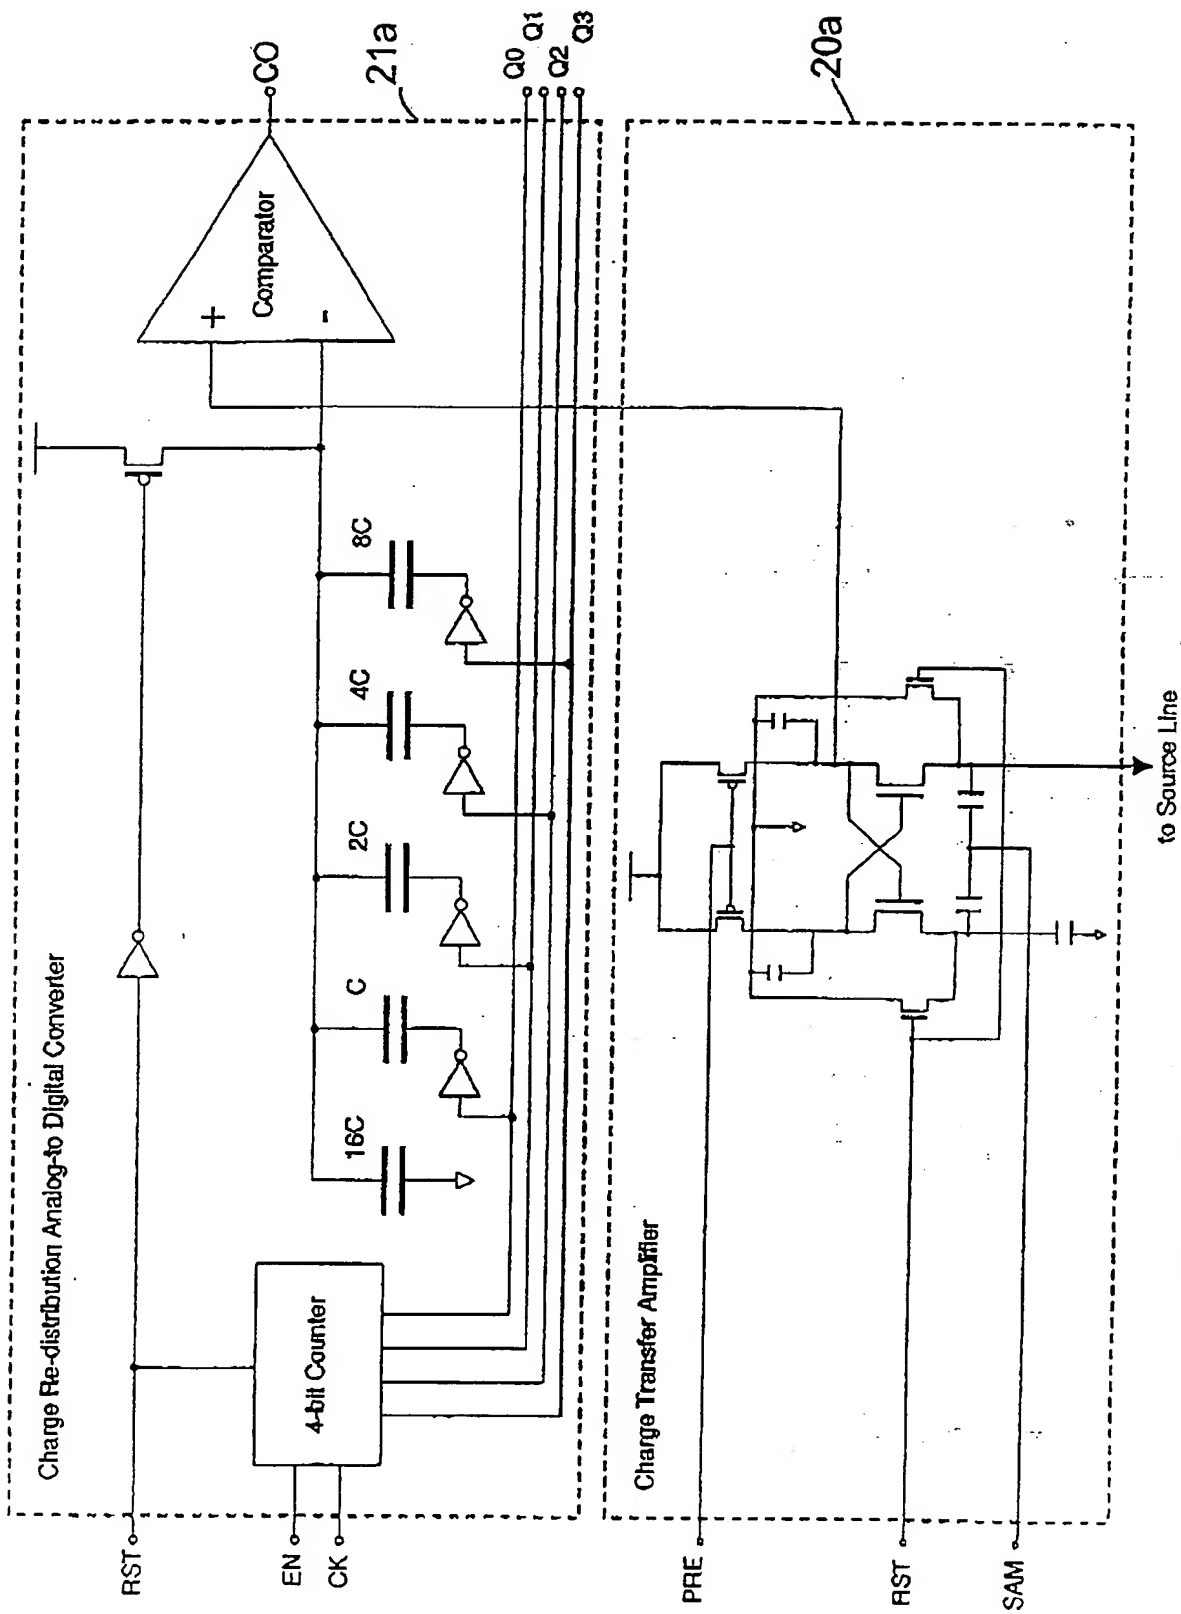 Charge Re-distribution Analog-to Digital Converter
RST
EN
CK
4-bit Counter
16C
C
2C
4C
8C
+
-
Comparator
CO
21a
Q0
Q1
Q2
Q3
Charge Transfer Amplifier
PRE
RST
SAM
20a
to Source Line